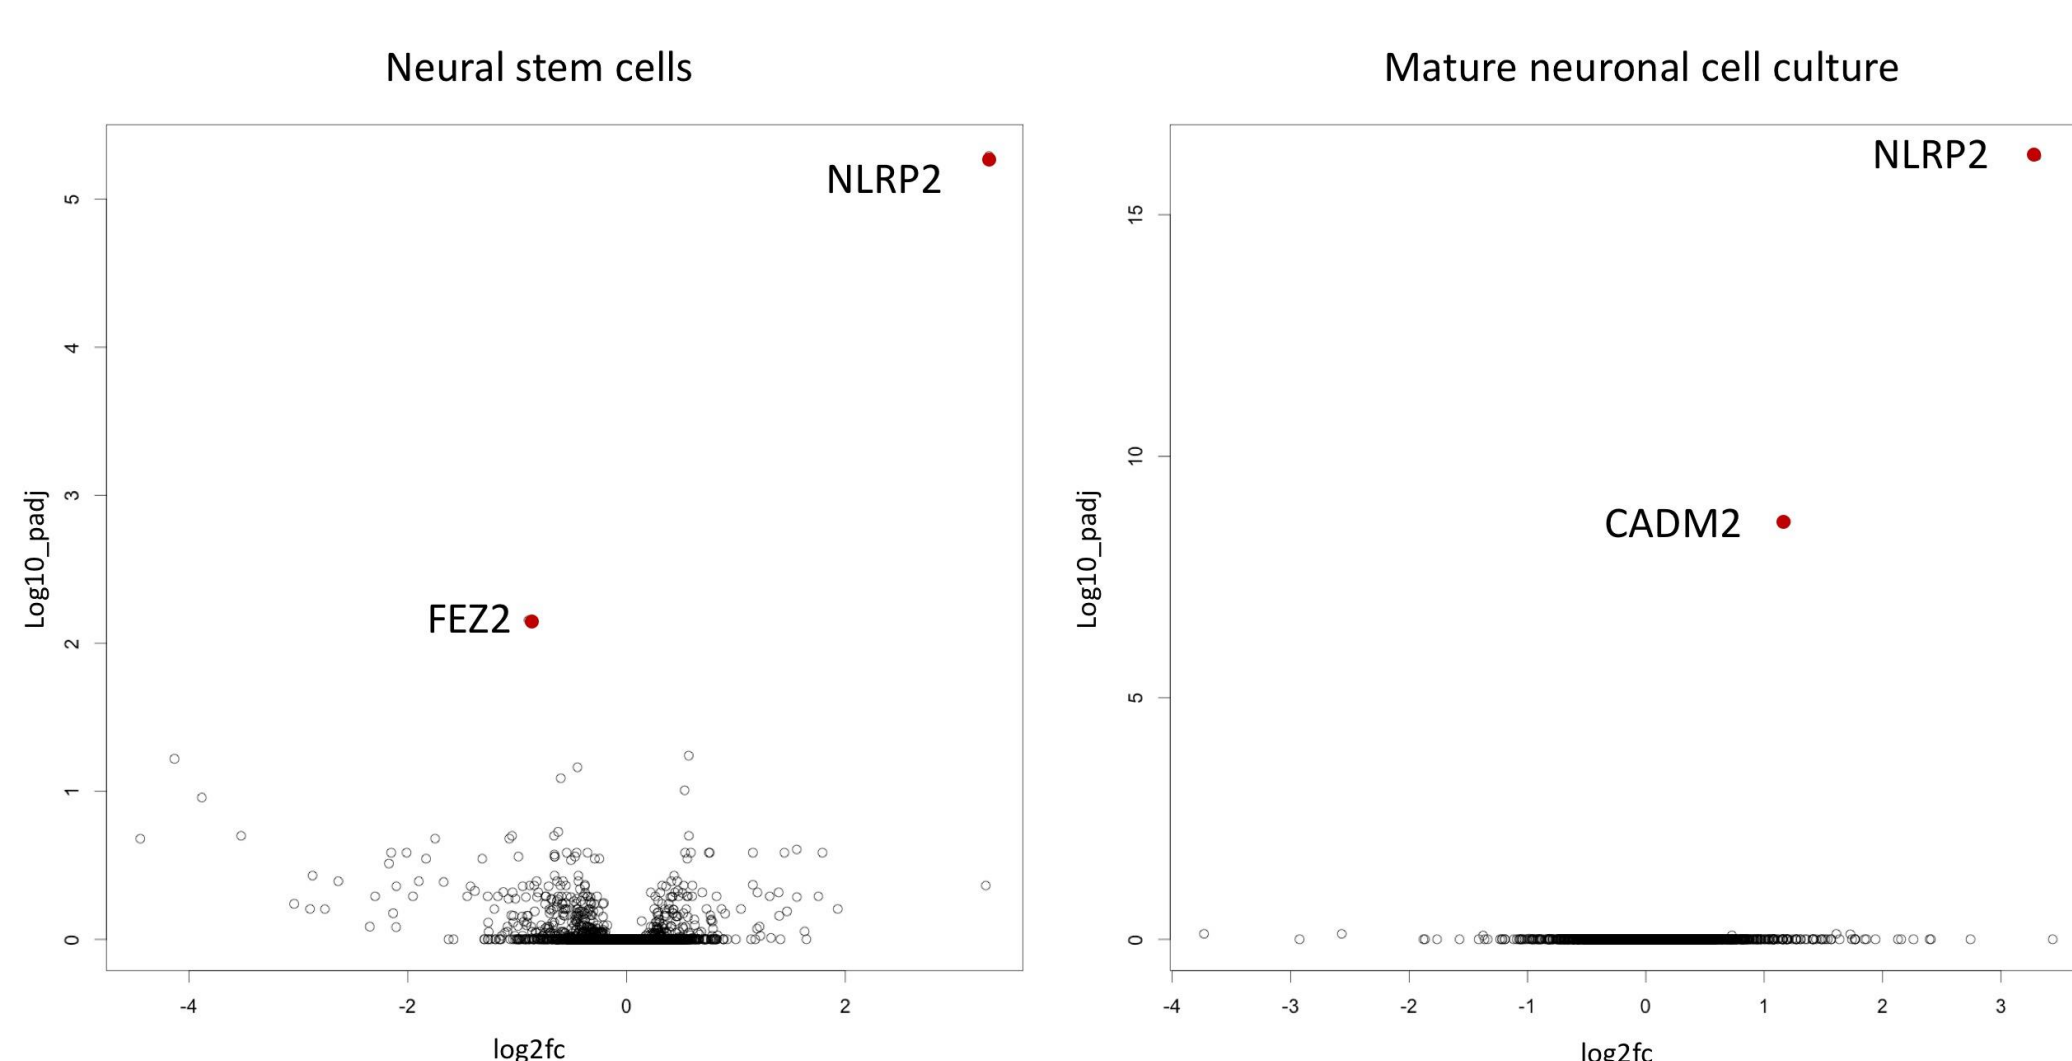 Neural stem cells
NLRP2
FEZ2
Log10_padj
5
4
3
2
1
0
-4
-2
0
2
log2fc
Mature neuronal cell culture
NLRP2
CADM2
Log10_padj
15
10
5
0
-4
-3
-2
-1
0
1
2
3
log2fc